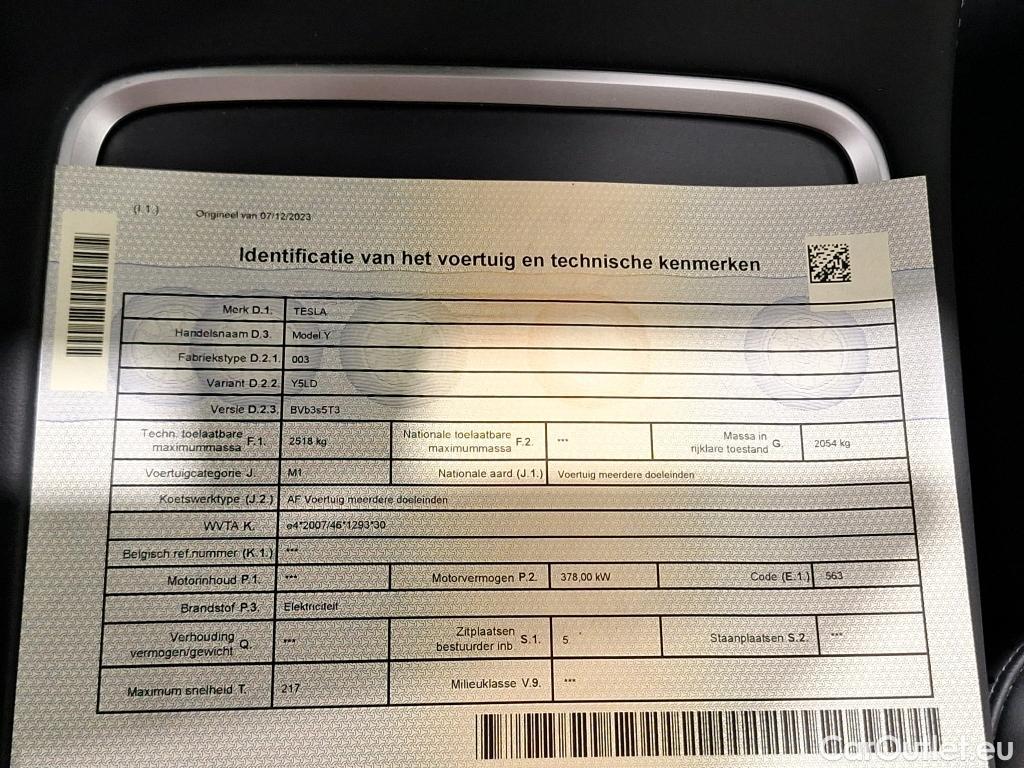 (I.1.)
Origineel van 07/12/2023
Identificatie van het voertuig en technische kenmerken
Merk D.1. TESLA
Handelsnaam D.3. Model Y
Fabriekstype D.2.1. 003
Variant D.2.2. Y5LD
Versie D.2.3. BVb3s5T3
Techn. toelaatbare maximummassa F.1. 2518 kg Nationale toelaatbare maximummassa F.2. *** Massa in rijklare toestand G. 2054 kg
Voertuigcategorie J. M1 Nationale aard (J.1.) Voertuig meerdere doeleinden
Koetswerktype (J.2.) AF Voertuig meerdere doeleinden
WVTA K. e4*2007/46*1293*30
Belgisch ref.nummer (K.1.) ***
Motorinhoud P.1. *** Motorvermogen P.2. 378,00 kW Code (E.1.) 563
Brandstof P.3. Elektriciteit
Verhouding vermogen/gewicht Q. *** Zitplaatsen bestuurder inb. S.1. 5 Staanplaatsen S.2. ***
Maximum snelheid T. 217 Milieuklasse V.9. ***
CarOutlet.eu